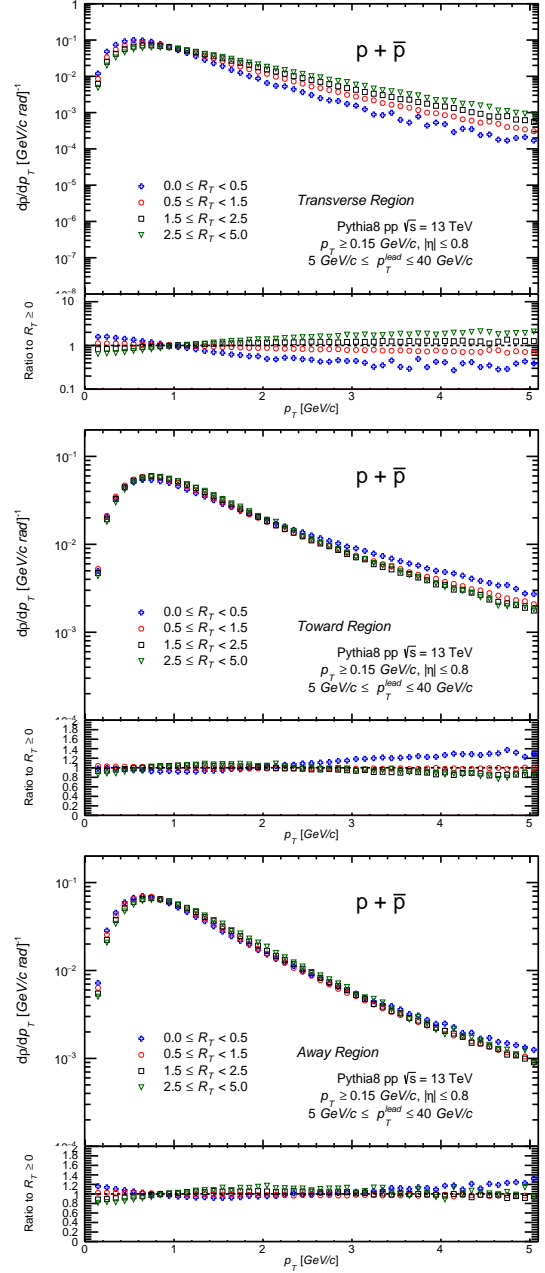 1
10⁻¹
10⁻²
10⁻³
10⁻⁴
10⁻⁵
10⁻⁶
10⁻⁷
dρ/dp_T [GeV/c rad]⁻¹
p + p̅
0.0 ≤ R_T < 0.5
0.5 ≤ R_T < 1.5
1.5 ≤ R_T < 2.5
2.5 ≤ R_T < 5.0
Transverse Region
Pythia8 pp √s = 13 TeV
p_T ≥ 0.15 GeV/c, |η| ≤ 0.8
5 GeV/c ≤ p_T^lead ≤ 40 GeV/c
10⁻⁸
10
1
0.1
Ratio to R_T ≥ 0
0 1 2 3 4 5
p_T [GeV/c]
10⁻¹
10⁻²
10⁻³
dρ/dp_T [GeV/c rad]⁻¹
p + p̅
0.0 ≤ R_T < 0.5
0.5 ≤ R_T < 1.5
1.5 ≤ R_T < 2.5
2.5 ≤ R_T < 5.0
Toward Region
Pythia8 pp √s = 13 TeV
p_T ≥ 0.15 GeV/c, |η| ≤ 0.8
5 GeV/c ≤ p_T^lead ≤ 40 GeV/c
1.8
1.6
1.4
1.2
1
0.8
0.6
0.4
0.2
0
Ratio to R_T ≥ 0
0 1 2 3 4 5
p_T [GeV/c]
10⁻¹
10⁻²
10⁻³
dρ/dp_T [GeV/c rad]⁻¹
p + p̅
0.0 ≤ R_T < 0.5
0.5 ≤ R_T < 1.5
1.5 ≤ R_T < 2.5
2.5 ≤ R_T < 5.0
Away Region
Pythia8 pp √s = 13 TeV
p_T ≥ 0.15 GeV/c, |η| ≤ 0.8
5 GeV/c ≤ p_T^lead ≤ 40 GeV/c
1.8
1.6
1.4
1.2
1
0.8
0.6
0.4
0.2
0
Ratio to R_T ≥ 0
0 1 2 3 4 5
p_T [GeV/c]